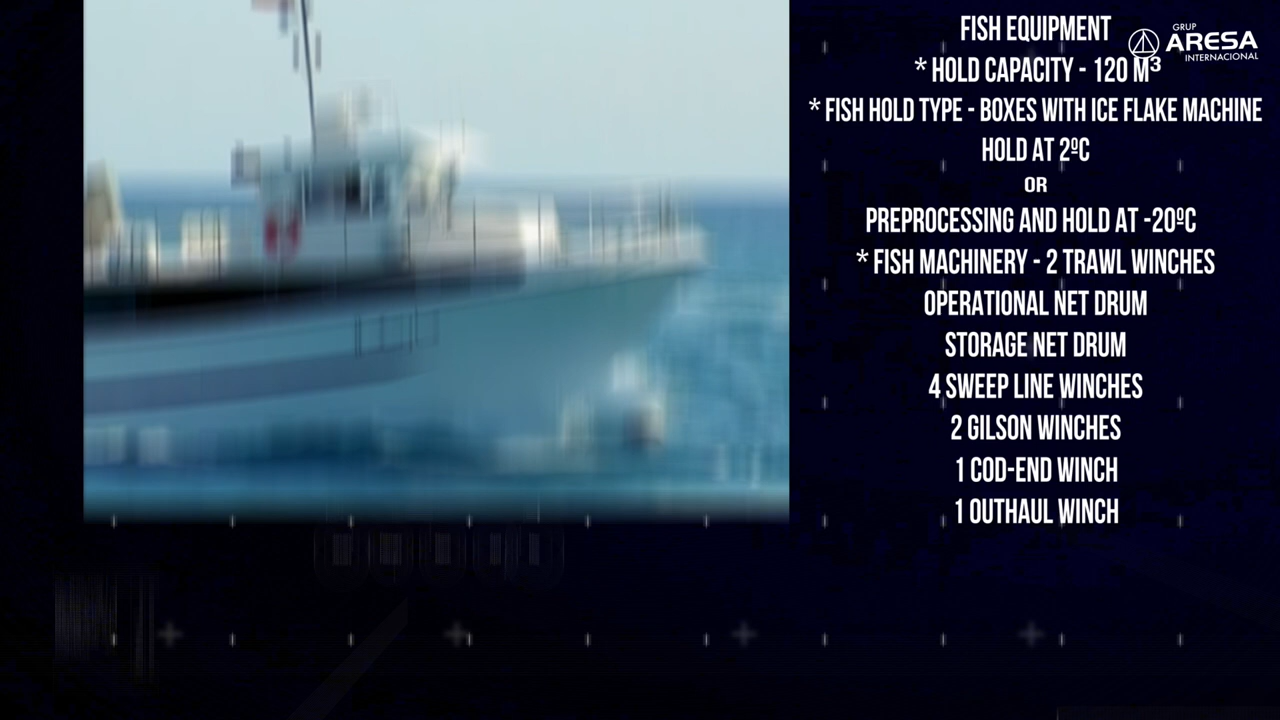 FISH EQUIPMENT
GRUP
ARESA
INTERNACIONAL
* HOLD CAPACITY - 120 M³
* FISH HOLD TYPE - BOXES WITH ICE FLAKE MACHINE
HOLD AT 2ºC
OR
PREPROCESSING AND HOLD AT -20ºC
* FISH MACHINERY - 2 TRAWL WINCHES
OPERATIONAL NET DRUM
STORAGE NET DRUM
4 SWEEP LINE WINCHES
2 GILSON WINCHES
1 COD-END WINCH
1 OUTHAUL WINCH